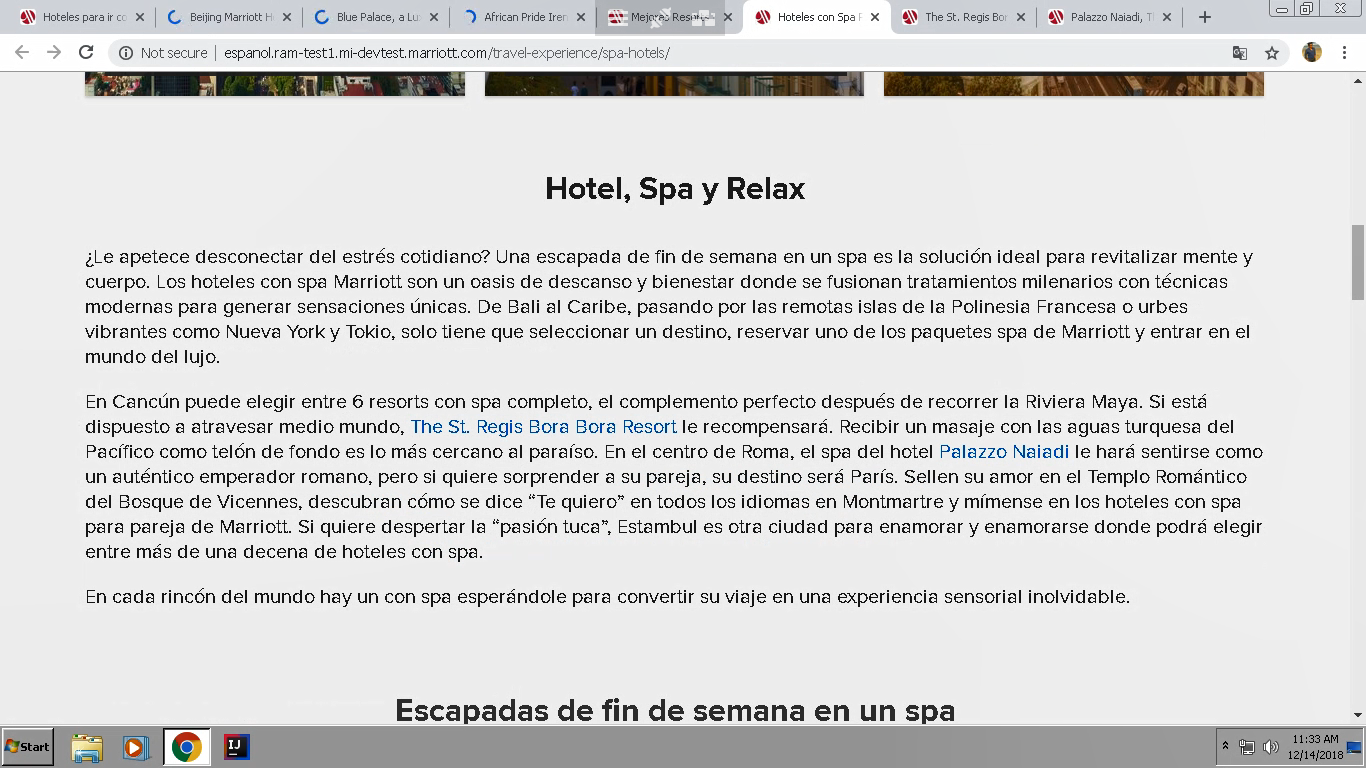 Hoteles para ir co
Beijing Marriott H
Blue Palace, a Lu
African Pride Iren
Mejores Resorts
Hoteles con Spa
The St. Regis Bor
Palazzo Naiadi, T
Not secure | espanol.ram-test1.mi-devtest.marriott.com/travel-experience/spa-hotels/
Hotel, Spa y Relax
¿Le apetece desconectar del estrés cotidiano? Una escapada de fin de semana en un spa es la solución ideal para revitalizar mente y
cuerpo. Los hoteles con spa Marriott son un oasis de descanso y bienestar donde se fusionan tratamientos milenarios con técnicas
modernas para generar sensaciones únicas. De Bali al Caribe, pasando por las remotas islas de la Polinesia Francesa o urbes
vibrantes como Nueva York y Tokio, solo tiene que seleccionar un destino, reservar uno de los paquetes spa de Marriott y entrar en el
mundo del lujo.
En Cancún puede elegir entre 6 resorts con spa completo, el complemento perfecto después de recorrer la Riviera Maya. Si está
dispuesto a atravesar medio mundo, The St. Regis Bora Bora Resort le recompensará. Recibir un masaje con las aguas turquesa del
Pacífico como telón de fondo es lo más cercano al paraíso. En el centro de Roma, el spa del hotel Palazzo Naiadi le hará sentirse como
un auténtico emperador romano, pero si quiere sorprender a su pareja, su destino será París. Sellen su amor en el Templo Romántico
del Bosque de Vicennes, descubran cómo se dice “Te quiero” en todos los idiomas en Montmartre y mímense en los hoteles con spa
para pareja de Marriott. Si quiere despertar la “pasión tuca”, Estambul es otra ciudad para enamorar y enamorarse donde podrá elegir
entre más de una decena de hoteles con spa.
En cada rincón del mundo hay un con spa esperándole para convertir su viaje en una experiencia sensorial inolvidable.
Escapadas de fin de semana en un spa
Start
IJ
11:33 AM
12/14/2018